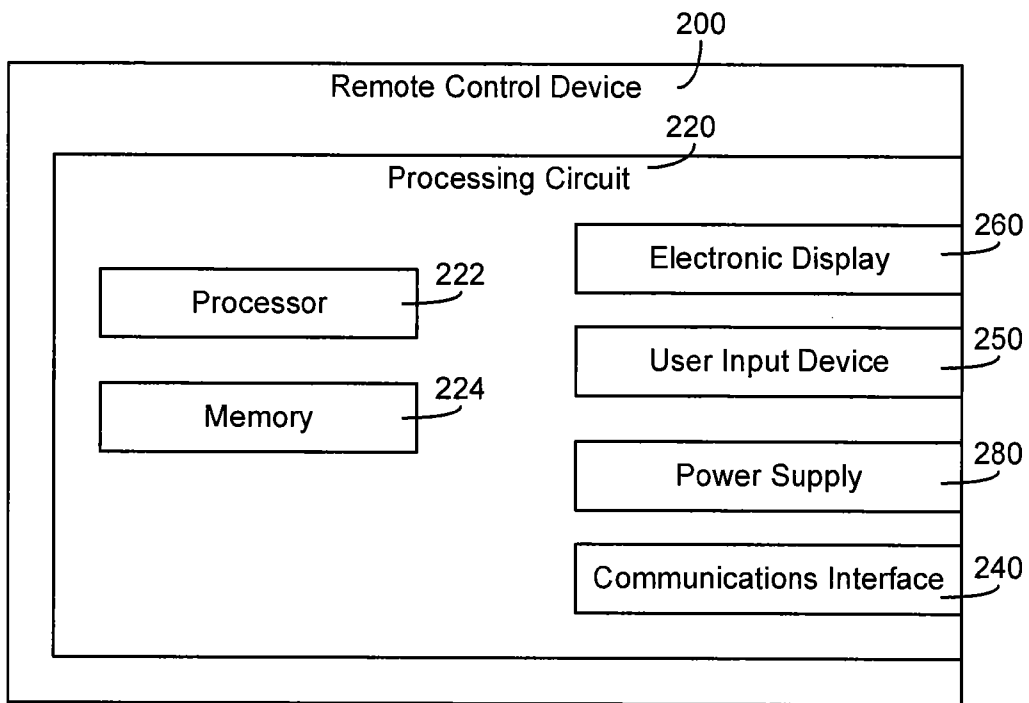 200
Remote Control Device
220
Processing Circuit
260
Electronic Display
222
Processor
250
User Input Device
224
Memory
280
Power Supply
240
Communications Interface